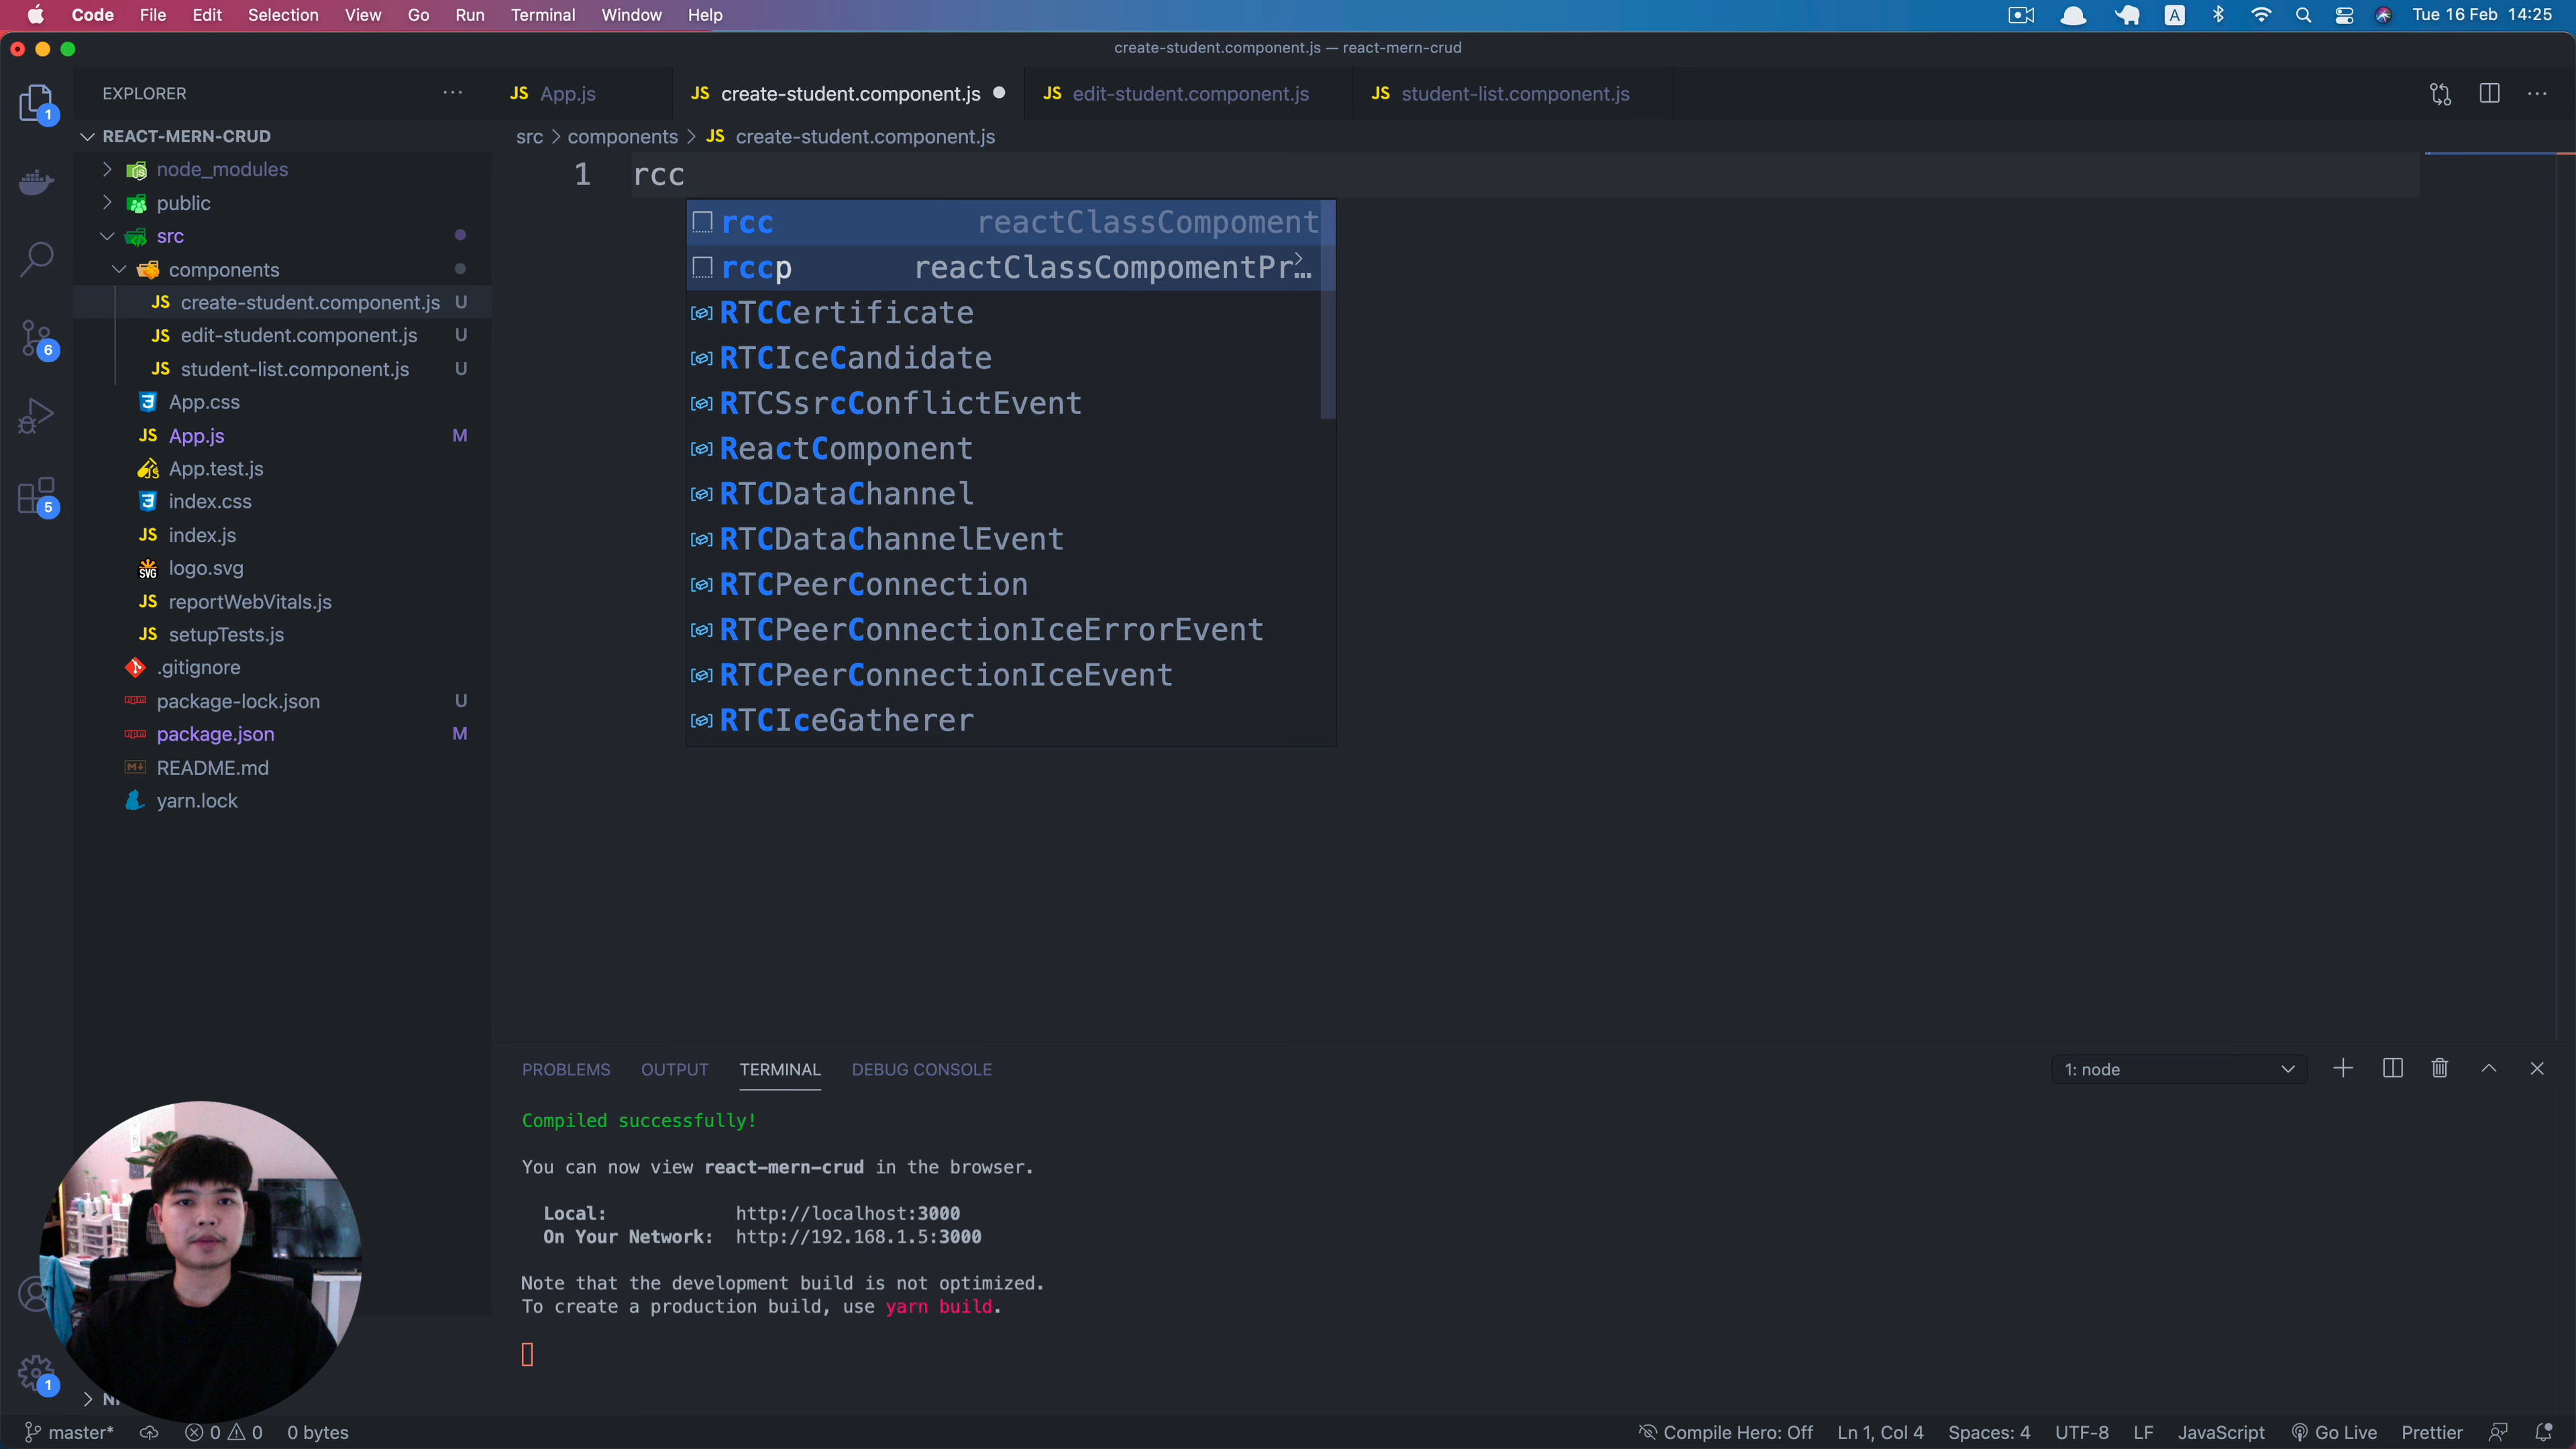 Code File Edit Selection View Go Run Terminal Window Help
A Tue 16 Feb 14:25
create-student.component.js — react-mern-crud
EXPLORER ···
JS App.js
JS create-student.component.js
JS edit-student.component.js
JS student-list.component.js
···
src > components > JS create-student.component.js
1
REACT-MERN-CRUD
node_modules
public
src
components
JS create-student.component.js U
JS edit-student.component.js U
JS student-list.component.js U
App.css
JS App.js M
App.test.js
index.css
JS index.js
SVG logo.svg
JS reportWebVitals.js
JS setupTests.js
.gitignore
package-lock.json U
package.json M
README.md
yarn.lock
6
5
1
1 rcc
rcc reactClassCompoment
rccp reactClassCompomentPr…
RTCCertificate
RTCIceCandidate
RTCSsrcConflictEvent
ReactComponent
RTCDataChannel
RTCDataChannelEvent
RTCPeerConnection
RTCPeerConnectionIceErrorEvent
RTCPeerConnectionIceEvent
RTCIceGatherer
PROBLEMS OUTPUT TERMINAL DEBUG CONSOLE
1: node
Compiled successfully!
You can now view react-mern-crud in the browser.
Local: http://localhost:3000
On Your Network: http://192.168.1.5:3000
Note that the development build is not optimized.
To create a production build, use yarn build.
master* 0 0 0 bytes
Compile Hero: Off Ln 1, Col 4 Spaces: 4 UTF-8 LF JavaScript Go Live Prettier